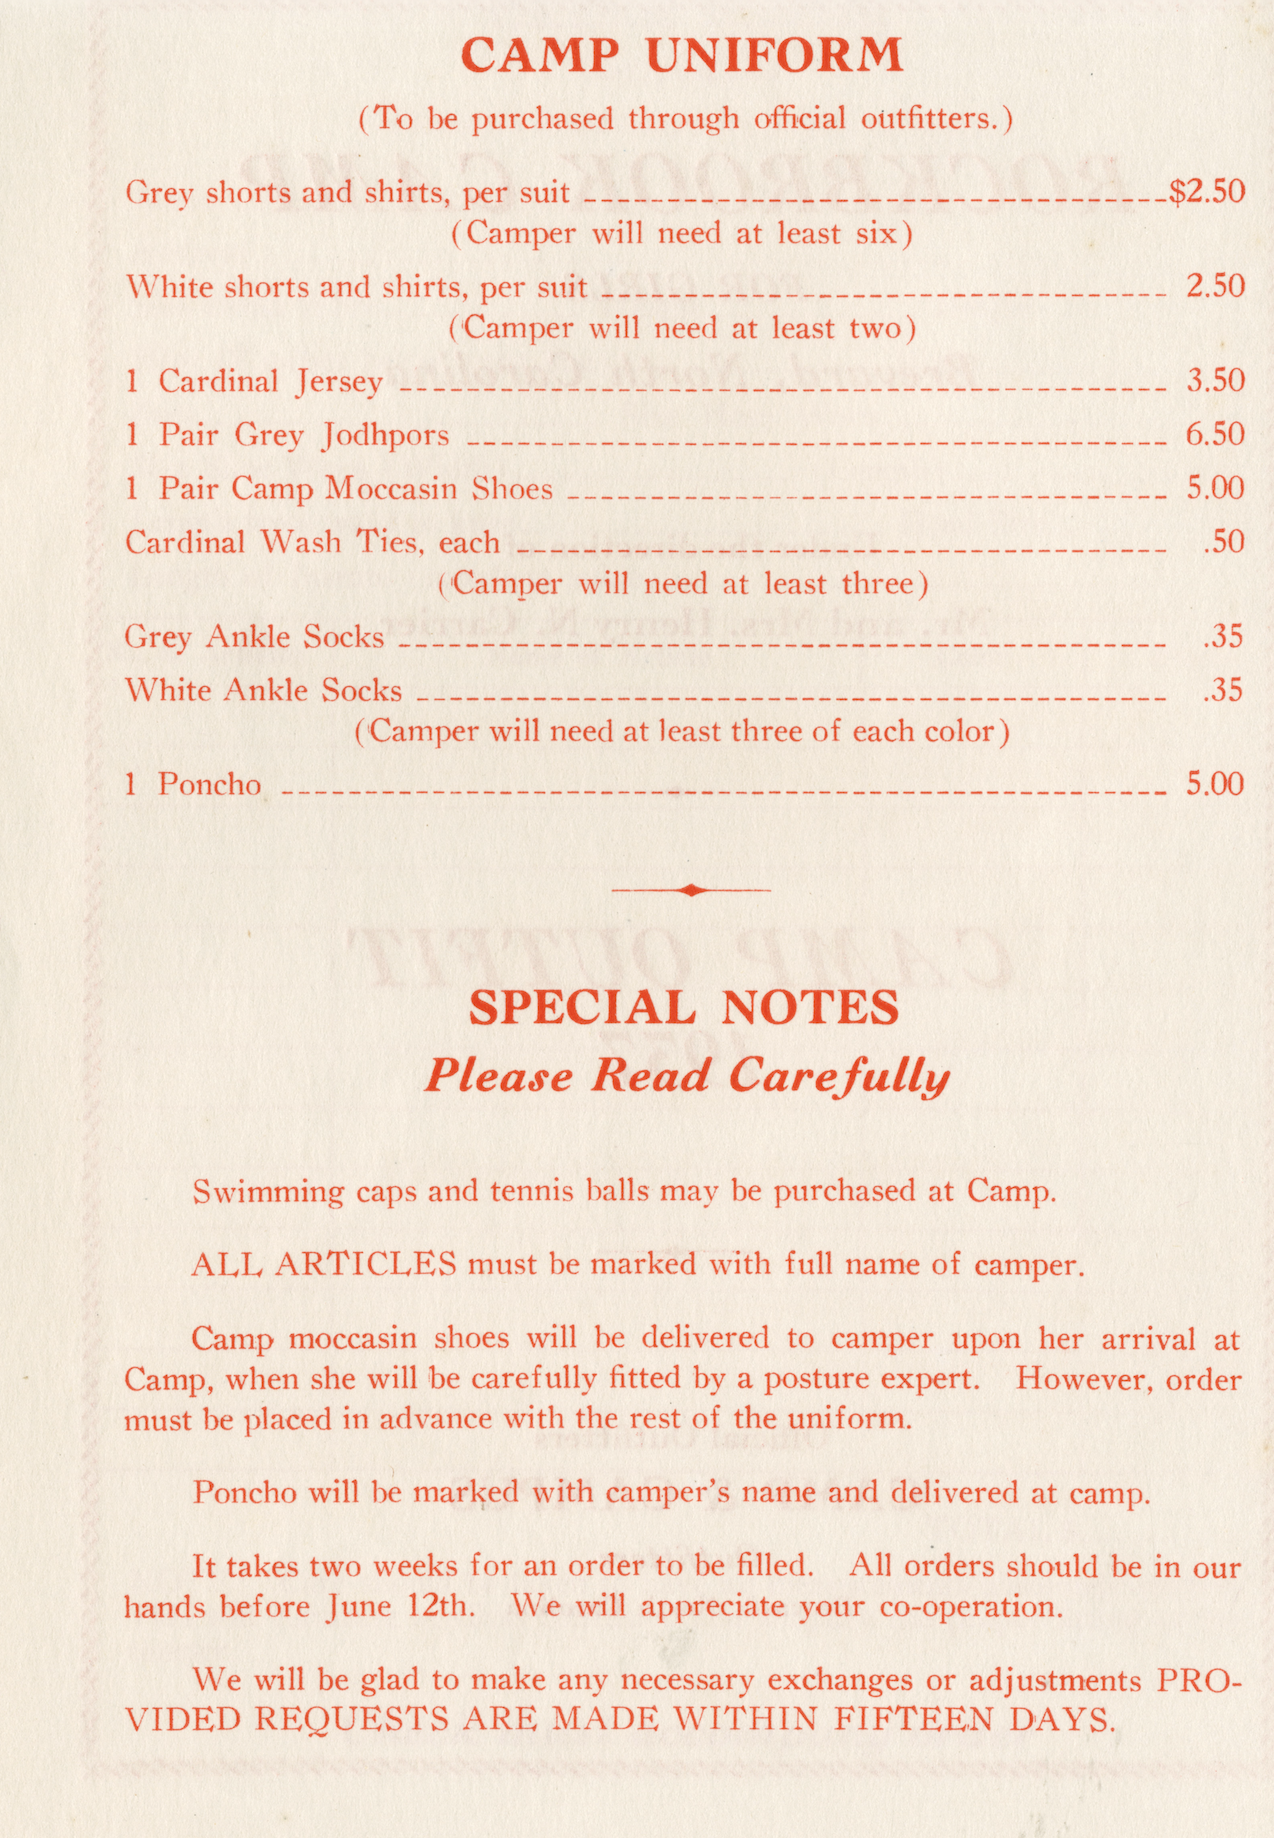 CAMP UNIFORM
(To be purchased through official outfitters.)
Grey shorts and shirts, per suit $2.50
(Camper will need at least six)
White shorts and shirts, per suit 2.50
(Camper will need at least two)
1 Cardinal Jersey 3.50
1 Pair Grey Jodhpors 6.50
1 Pair Camp Moccasin Shoes 5.00
Cardinal Wash Ties, each .50
(Camper will need at least three)
Grey Ankle Socks .35
White Ankle Socks .35
(Camper will need at least three of each color)
1 Poncho 5.00
SPECIAL NOTES
Please Read Carefully
Swimming caps and tennis balls may be purchased at Camp.
ALL ARTICLES must be marked with full name of camper.
Camp moccasin shoes will be delivered to camper upon her arrival at
Camp, when she will be carefully fitted by a posture expert. However, order
must be placed in advance with the rest of the uniform.
Poncho will be marked with camper's name and delivered at camp.
It takes two weeks for an order to be filled. All orders should be in our
hands before June 12th. We will appreciate your co-operation.
We will be glad to make any necessary exchanges or adjustments PRO-
VIDED REQUESTS ARE MADE WITHIN FIFTEEN DAYS.